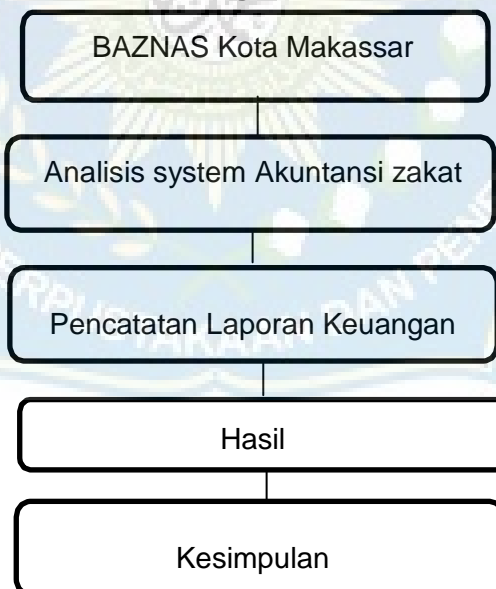 BAZNAS Kota Makassar
Analisis system Akuntansi zakat
Pencatatan Laporan Keuangan
Hasil
Kesimpulan